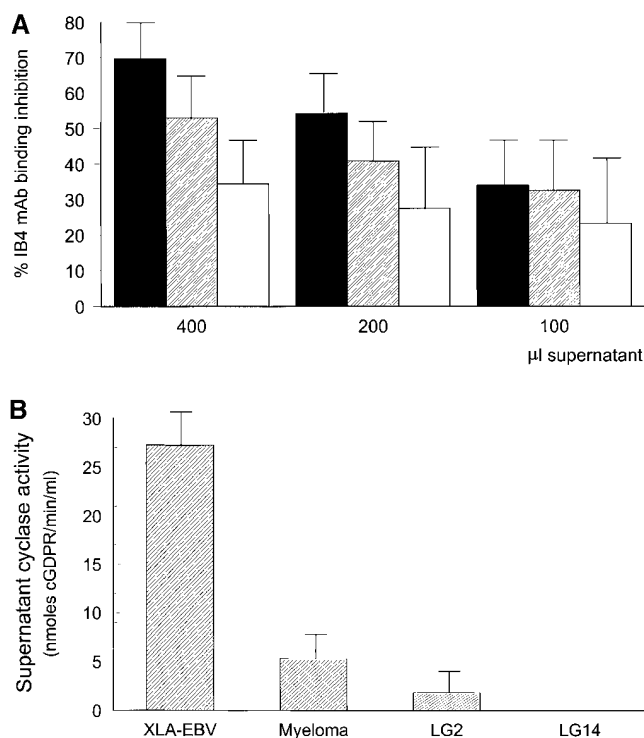 A
% IB4 mAb binding inhibition
80
70
60
50
40
30
20
10
0
400 200 100
µl supernatant
B
Supernatant cyclase activity
(nmoles cGDPR/min/ml)
30
25
20
15
10
5
0
XLA-EBV Myeloma LG2 LG14